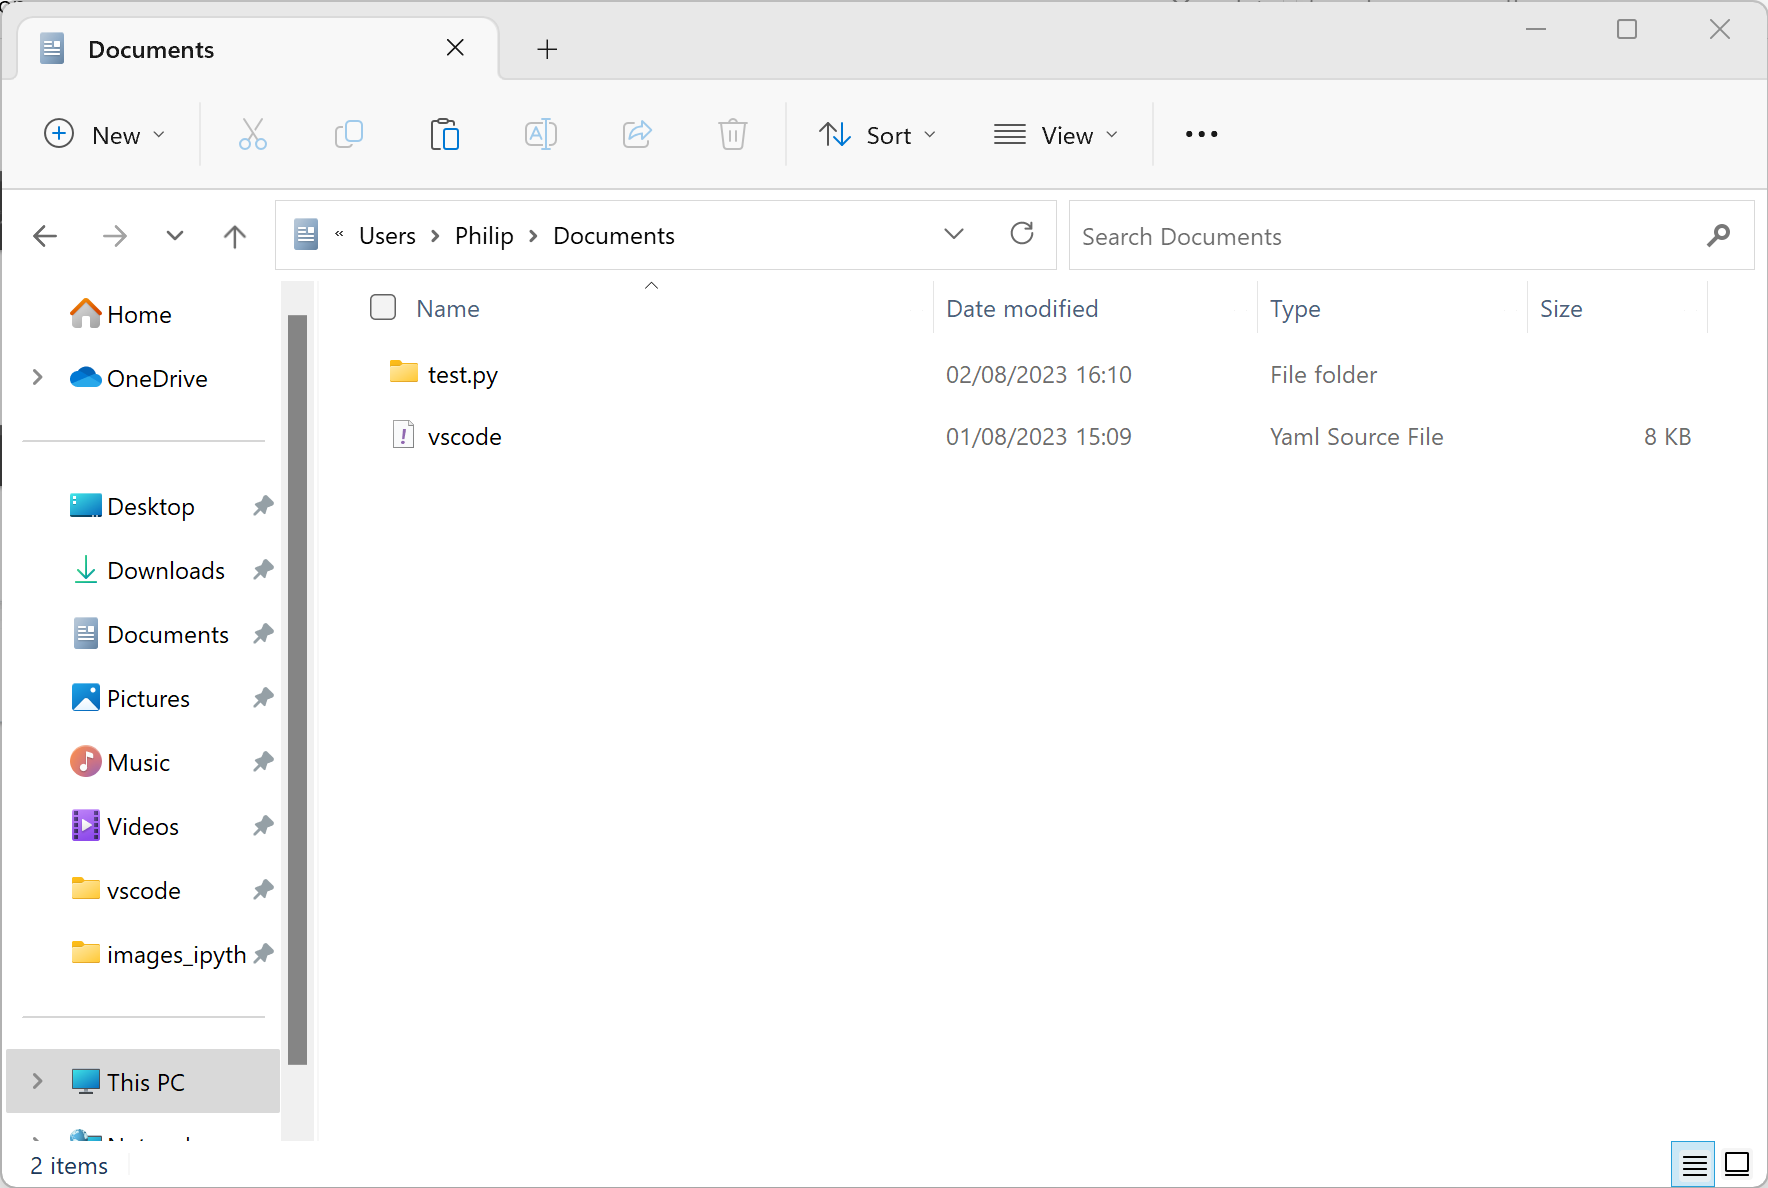 Documents
New
Sort
View
« Users > Philip > Documents
Search Documents
Home
OneDrive
Desktop
Downloads
Documents
Pictures
Music
Videos
vscode
images_ipyth
This PC
Name Date modified Type Size
test.py 02/08/2023 16:10 File folder
vscode 01/08/2023 15:09 Yaml Source File 8 KB
2 items